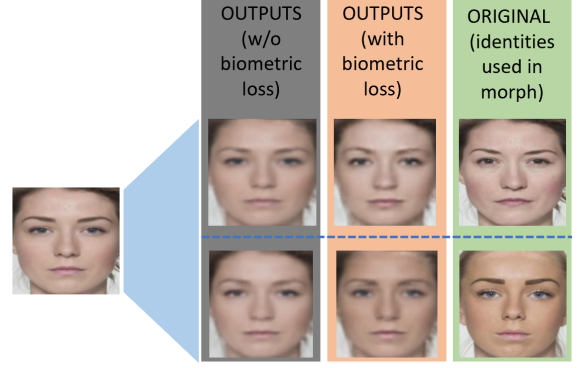 OUTPUTS
(w/o
biometric
loss)
OUTPUTS
(with
biometric
loss)
ORIGINAL
(identities
used in
morph)